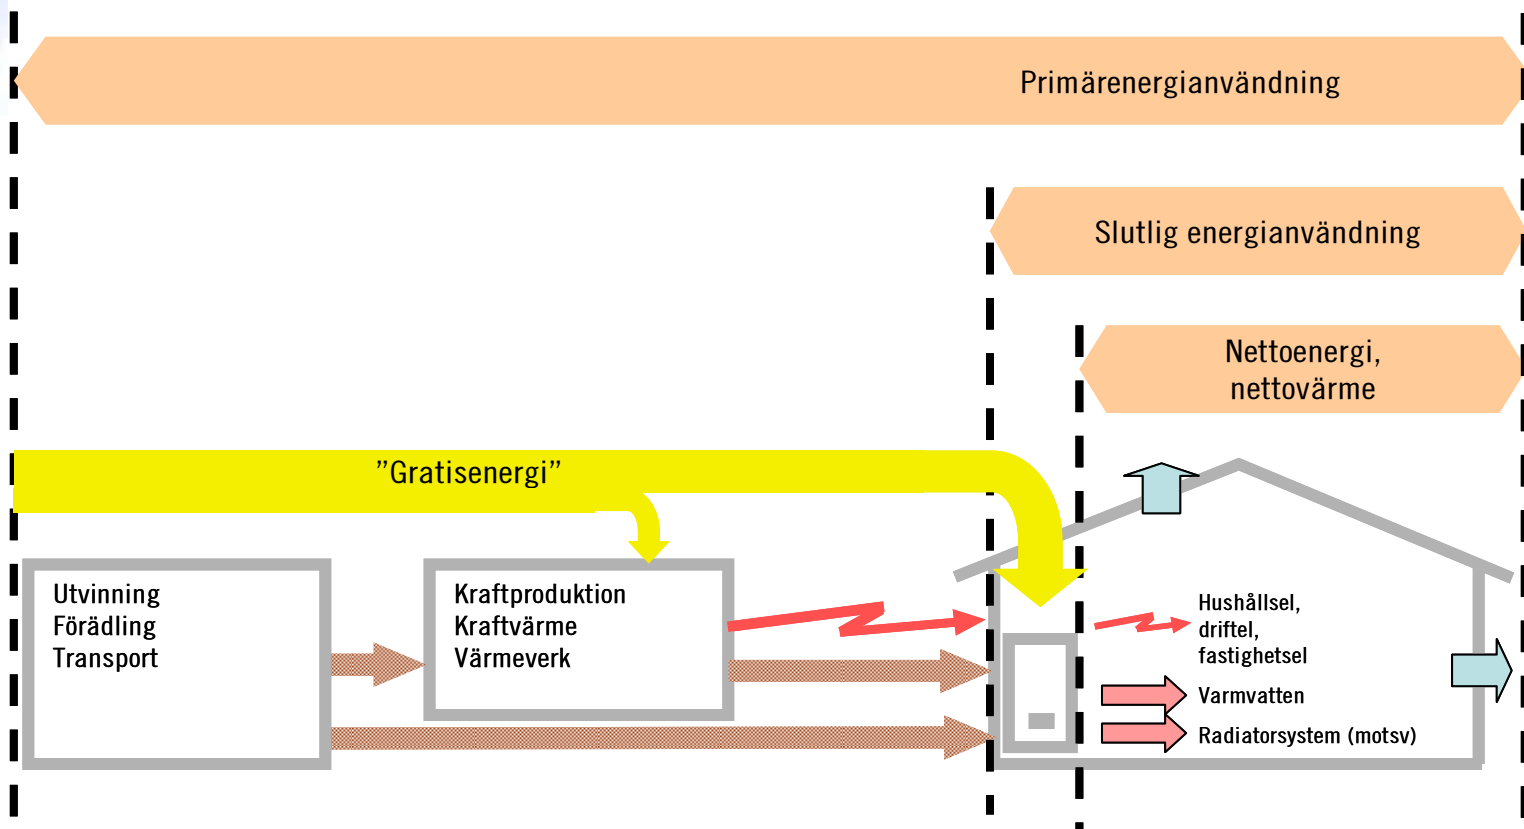 Primärenergianvändning
Slutlig energianvändning
Nettoenergi,
nettovärme
”Gratisenergi”
Utvinning
Förädling
Transport
Kraftproduktion
Kraftvärme
Värmeverk
Hushållsel,
driftel,
fastighetsel
Varmvatten
Radiatorsystem (motsv)